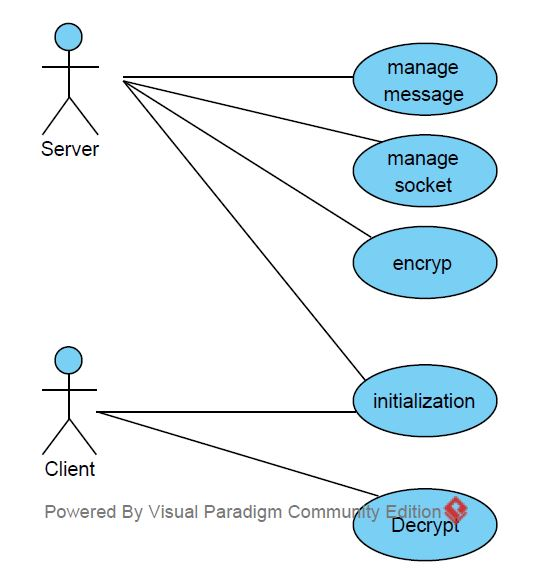 manage
message
Server
manage
socket
encryp
initialization
Client
Powered By Visual Paradigm Community Edition
Decrypt